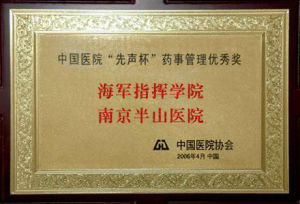 中国医院“先声杯”药事管理优秀奖
海军指挥学院
南京半山医院
中国医院协会
2006年4月 中国